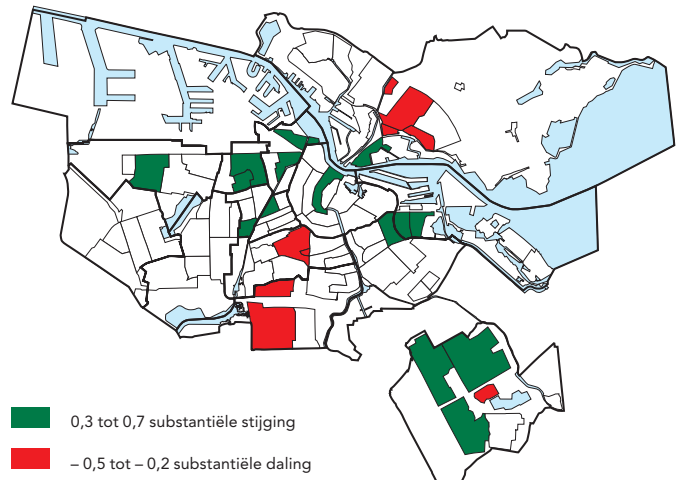 0,3 tot 0,7 substantiële stijging
– 0,5 tot – 0,2 substantiële daling